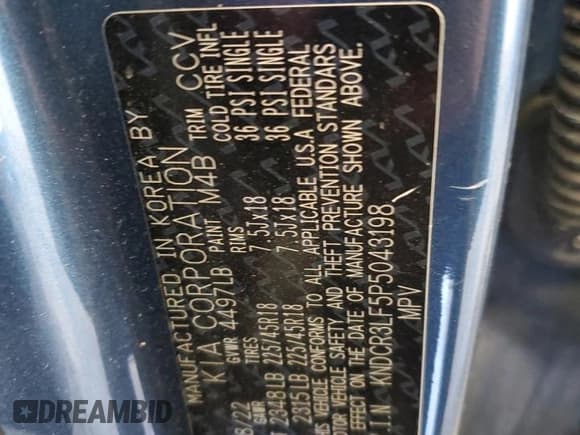 MANUFACTURED IN KOREA BY
KIA CORPORATION
8/22 GVWR 4497LB PAINT M4B TRIM CCV
GAWR TIRES RIMS COLD TIRE INFL
2348LB 225/45R18 7.5Jx18 36 PSI SINGLE
2315LB 225/45R18 7.5Jx18 36 PSI SINGLE
VEHICLE CONFORMS TO ALL APPLICABLE U.S.A FEDERAL
VEHICLE SAFETY AND THEFT PREVENTION STANDARDS
EFFECT ON THE DATE OF MANUFACTURE SHOWN ABOVE.
KNDCR3LF5P5043198
MPV
DREAMBID